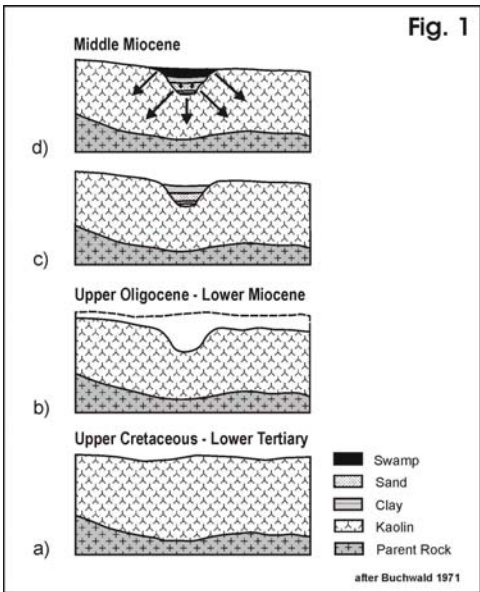 Fig. 1
Middle Miocene
d)
c)
Upper Oligocene - Lower Miocene
b)
Upper Cretaceous - Lower Tertiary
a)
Swamp
Sand
Clay
Kaolin
Parent Rock
after Buchwald 1971